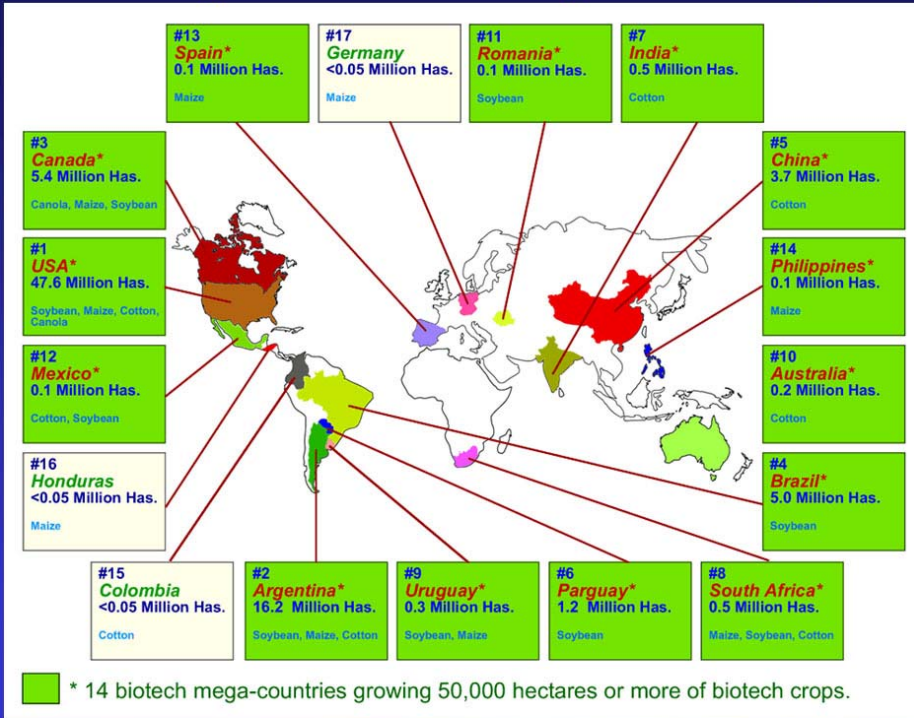 #13
Spain*
0.1 Million Has.
Maize
#17
Germany
<0.05 Million Has.
Maize
#11
Romania*
0.1 Million Has.
Soybean
#7
India*
0.5 Million Has.
Cotton
#3
Canada*
5.4 Million Has.
Canola, Maize, Soybean
#5
China*
3.7 Million Has.
Cotton
#1
USA*
47.6 Million Has.
Soybean, Maize, Cotton,
Canola
#14
Philippines*
0.1 Million Has.
Maize
#12
Mexico*
0.1 Million Has.
Cotton, Soybean
#10
Australia*
0.2 Million Has.
Cotton
#16
Honduras
<0.05 Million Has.
Maize
#4
Brazil*
5.0 Million Has.
Soybean
#15
Colombia
<0.05 Million Has.
Cotton
#2
Argentina*
16.2 Million Has.
Soybean, Maize, Cotton
#9
Uruguay*
0.3 Million Has.
Soybean, Maize
#6
Parguay*
1.2 Million Has.
Soybean
#8
South Africa*
0.5 Million Has.
Maize, Soybean, Cotton
* 14 biotech mega-countries growing 50,000 hectares or more of biotech crops.